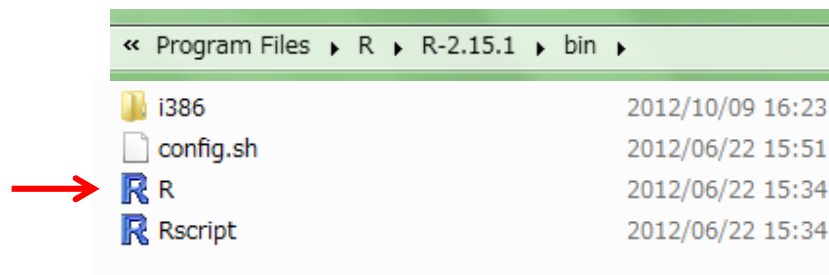 « Program Files ▸ R ▸ R-2.15.1 ▸ bin ▸
i386 2012/10/09 16:23
config.sh 2012/06/22 15:51
R 2012/06/22 15:34
Rscript 2012/06/22 15:34